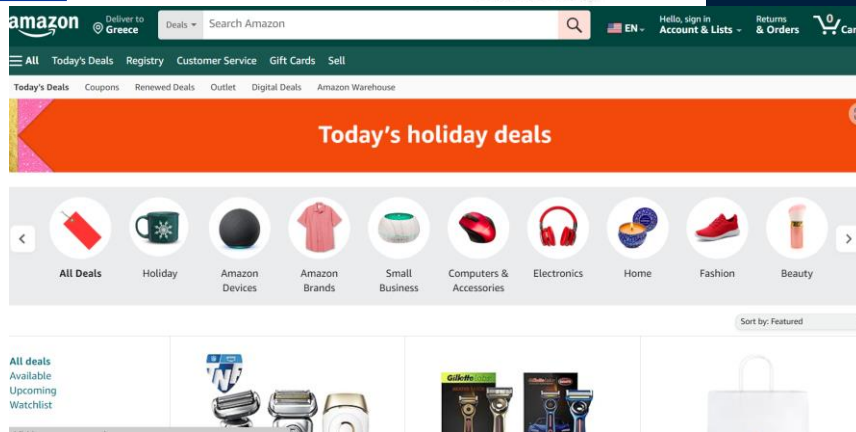 amazon
Deliver to
Greece
Deals
Search Amazon
EN
Hello, sign in
Account & Lists
Returns
& Orders
0
All Today's Deals Registry Customer Service Gift Cards Sell
Today's Deals Coupons Renewed Deals Outlet Digital Deals Amazon Warehouse
Today's holiday deals
All Deals
Holiday
Amazon
Devices
Amazon
Brands
Small
Business
Computers &
Accessories
Electronics
Home
Fashion
Beauty
Sort by: Featured
All deals
Available
Upcoming
Watchlist
TNF
Gillette